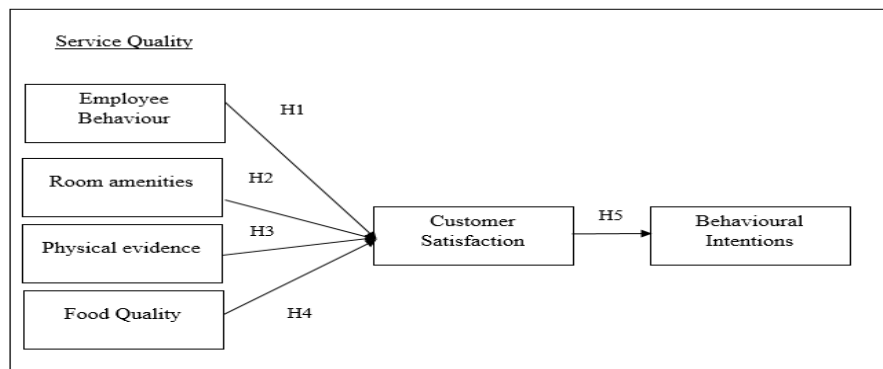 Service Quality
Employee
Behaviour
H1
Room amenities
H2
Physical evidence
H3
Food Quality
H4
Customer
Satisfaction
H5
Behavioural
Intentions